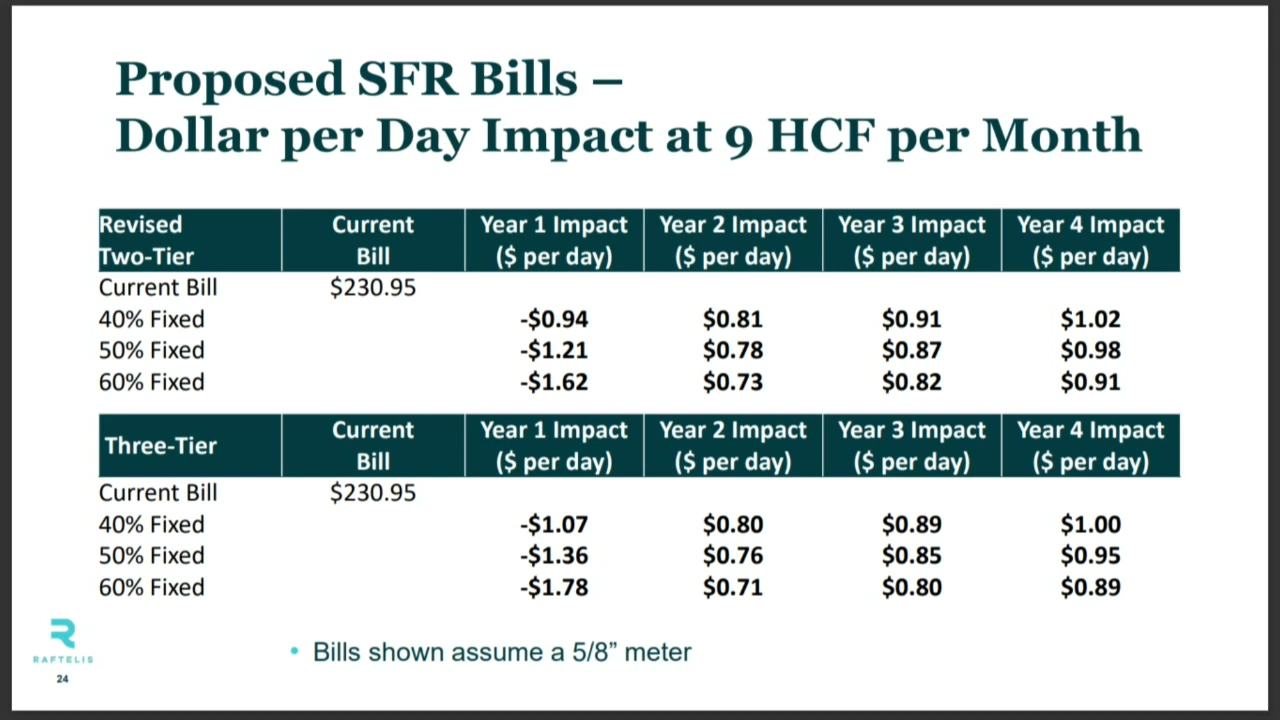 Proposed SFR Bills –
Dollar per Day Impact at 9 HCF per Month
Revised Two-Tier | Current Bill | Year 1 Impact ($ per day) | Year 2 Impact ($ per day) | Year 3 Impact ($ per day) | Year 4 Impact ($ per day)
Current Bill $230.95
40% Fixed -$0.94 $0.81 $0.91 $1.02
50% Fixed -$1.21 $0.78 $0.87 $0.98
60% Fixed -$1.62 $0.73 $0.82 $0.91
Three-Tier | Current Bill | Year 1 Impact ($ per day) | Year 2 Impact ($ per day) | Year 3 Impact ($ per day) | Year 4 Impact ($ per day)
Current Bill $230.95
40% Fixed -$1.07 $0.80 $0.89 $1.00
50% Fixed -$1.36 $0.76 $0.85 $0.95
60% Fixed -$1.78 $0.71 $0.80 $0.89
• Bills shown assume a 5/8” meter
RAFTELIS
24